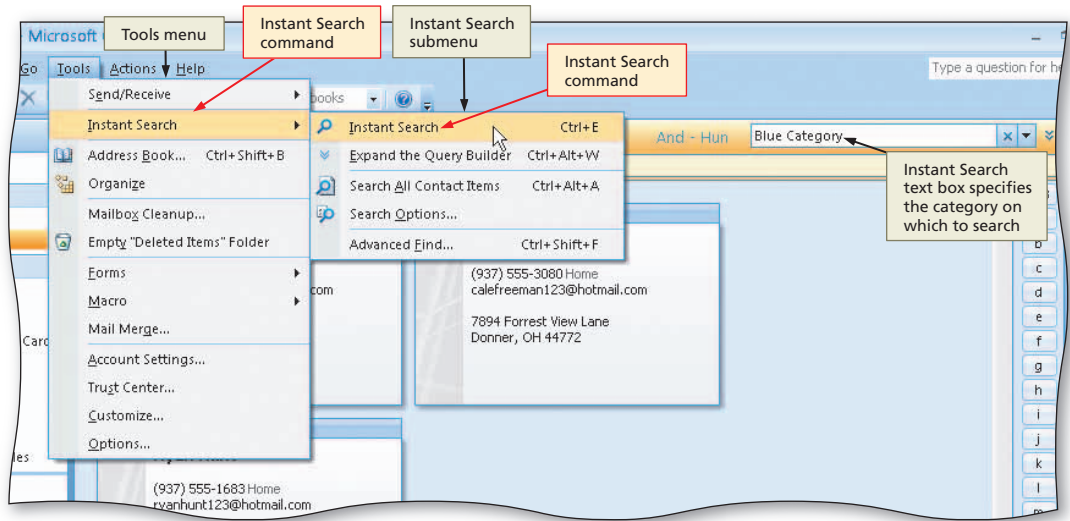 Tools menu
Instant Search
command
Instant Search
submenu
Instant Search
command
Microsoft
Go Tools Actions Help
Type a question for
Send/Receive
Instant Search
Address Book... Ctrl+Shift+B
Organize
Mailbox Cleanup...
Empty "Deleted Items" Folder
Forms
Macro
Mail Merge...
Account Settings...
Trust Center...
Customize...
Options...
Instant Search Ctrl+E
Expand the Query Builder Ctrl+Alt+W
Search All Contact Items Ctrl+Alt+A
Search Options...
Advanced Find... Ctrl+Shift+F
And - Hun
Blue Category
Instant Search
text box specifies
the category on
which to search
(937) 555-3080 Home
calefreeman123@hotmail.com
7894 Forrest View Lane
Donner, OH 44772
com
(937) 555-1683 Home
ryanhunt123@hotmail.com
c
d
e
f
g
h
i
j
k
l